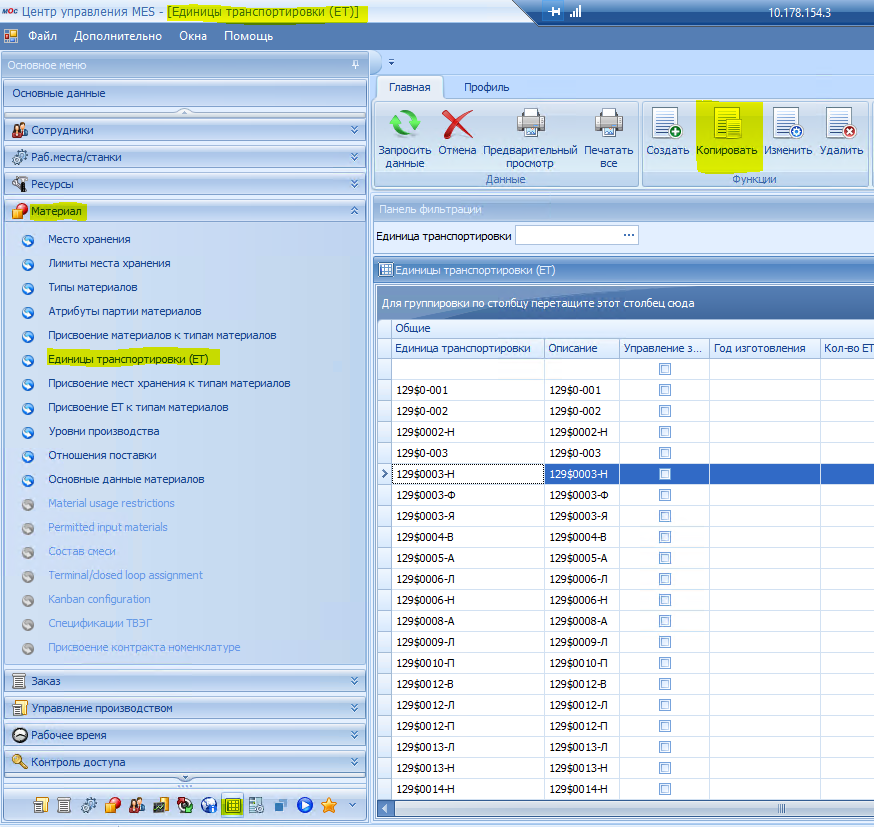 МОС Центр управления MES - [Единицы транспортировки (ЕТ)]
10.178.154.3
Файл Дополнительно Окна Помощь
Основное меню
Основные данные
Сотрудники
Раб.места/станки
Ресурсы
Материал
Место хранения
Лимиты места хранения
Типы материалов
Атрибуты партии материалов
Присвоение материалов к типам материалов
Единицы транспортировки (ЕТ)
Присвоение мест хранения к типам материалов
Присвоение ЕТ к типам материалов
Уровни производства
Отношения поставки
Основные данные материалов
Material usage restrictions
Permitted input materials
Состав смеси
Terminal/closed loop assignment
Kanban configuration
Спецификации ТВЭГ
Присвоение контракта номенклатуре
Заказ
Управление производством
Рабочее время
Контроль доступа
Главная Профиль
Запросить данные Отмена Предварительный просмотр Печатать все
Данные
Создать Копировать Изменить Удалить
Функции
Панель фильтрации
Единица транспортировки ...
Единицы транспортировки (ЕТ)
Для группировки по столбцу перетащите этот столбец сюда
Общие
Единица транспортировки Описание Управление з... Год изготовления Кол-во ЕТ
129$0-001 129$0-001
129$0-002 129$0-002
129$0002-Н 129$0002-Н
129$0-003 129$0-003
129$0003-Н 129$0003-Н
129$0003-Ф 129$0003-Ф
129$0003-Я 129$0003-Я
129$0004-В 129$0004-В
129$0005-А 129$0005-А
129$0006-Л 129$0006-Л
129$0006-Н 129$0006-Н
129$0008-А 129$0008-А
129$0009-Л 129$0009-Л
129$0010-П 129$0010-П
129$0012-В 129$0012-В
129$0012-Л 129$0012-Л
129$0012-П 129$0012-П
129$0013-Л 129$0013-Л
129$0013-Н 129$0013-Н
129$0014-Н 129$0014-Н